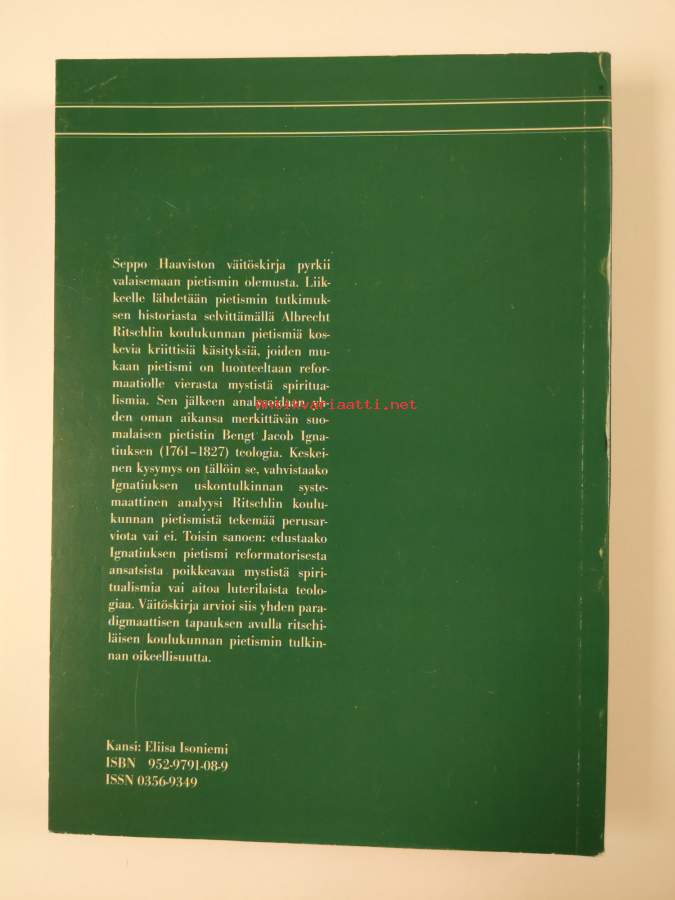 Seppo Haaviston väitöskirja pyrkii
valaisemaan pietismin olemusta. Liik-
keelle lähdetään pietismin tutkimuk-
sen historiasta selvittämällä Albrecht
Ritschlin koulukunnan pietismiä kos-
kevia kriittisiä käsityksiä, joiden mu-
kaan pietismi on luonteeltaan refor-
maatiolle vierasta mystistä spiritua-
lismia. Sen jälkeen analysoidaan yh-
antikvariaatti.net
den oman aikansa merkittävän suo-
malaisen pietistin Bengt Jacob Igna-
tiuksen (1761–1827) teologia. Keskei-
nen kysymys on tällöin se, vahvistaako
Ignatiuksen uskontulkinnan syste-
maattinen analyysi Ritschlin koulu-
kunnan pietismistä tekemää perusar-
viota vai ei. Toisin sanoen: edustaako
Ignatiuksen pietismi reformatorisesta
ansatsista poikkeavaa mystistä spiri-
tualismia vai aitoa luterilaista teolo-
giaa. Väitöskirja arvioi siis yhden para-
digmaattisen tapauksen avulla ritschi-
läisen koulukunnan pietismin tulkin-
nan oikeellisuutta.
Kansi: Eliisa Isoniemi
ISBN 952-9791-08-9
ISSN 0356-9349